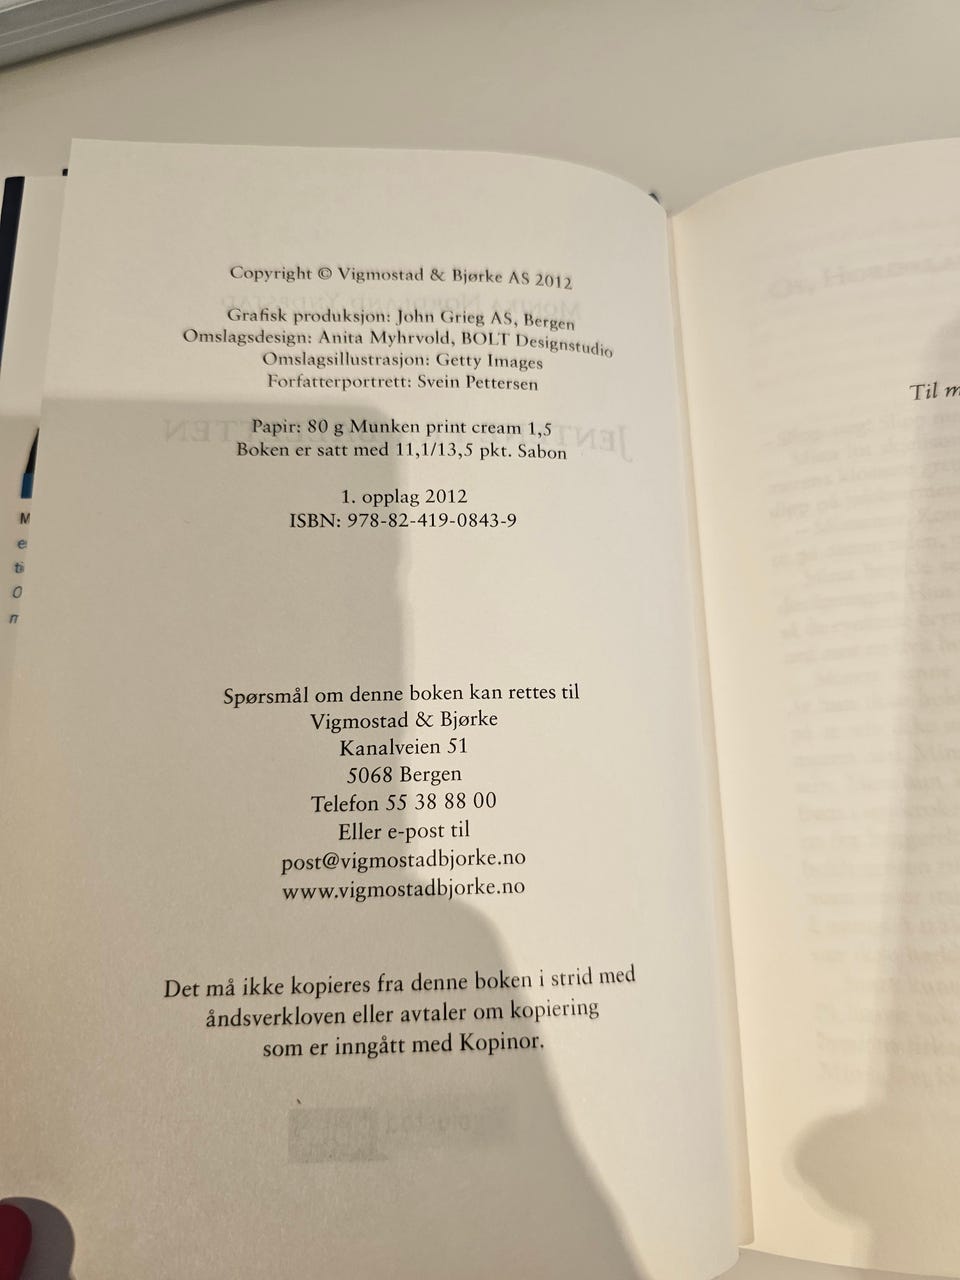 Copyright © Vigmostad & Bjørke AS 2012
Grafisk produksjon: John Grieg AS, Bergen
Omslagsdesign: Anita Myhrvold, BOLT Designstudio
Omslagsillustrasjon: Getty Images
Forfatterportrett: Svein Pettersen
Papir: 80 g Munken print cream 1,5
Boken er satt med 11,1/13,5 pkt. Sabon
1. opplag 2012
ISBN: 978-82-419-0843-9
Spørsmål om denne boken kan rettes til
Vigmostad & Bjørke
Kanalveien 51
5068 Bergen
Telefon 55 38 88 00
Eller e-post til
post@vigmostadbjorke.no
www.vigmostadbjorke.no
Det må ikke kopieres fra denne boken i strid med
åndsverkloven eller avtaler om kopiering
som er inngått med Kopinor.
Til